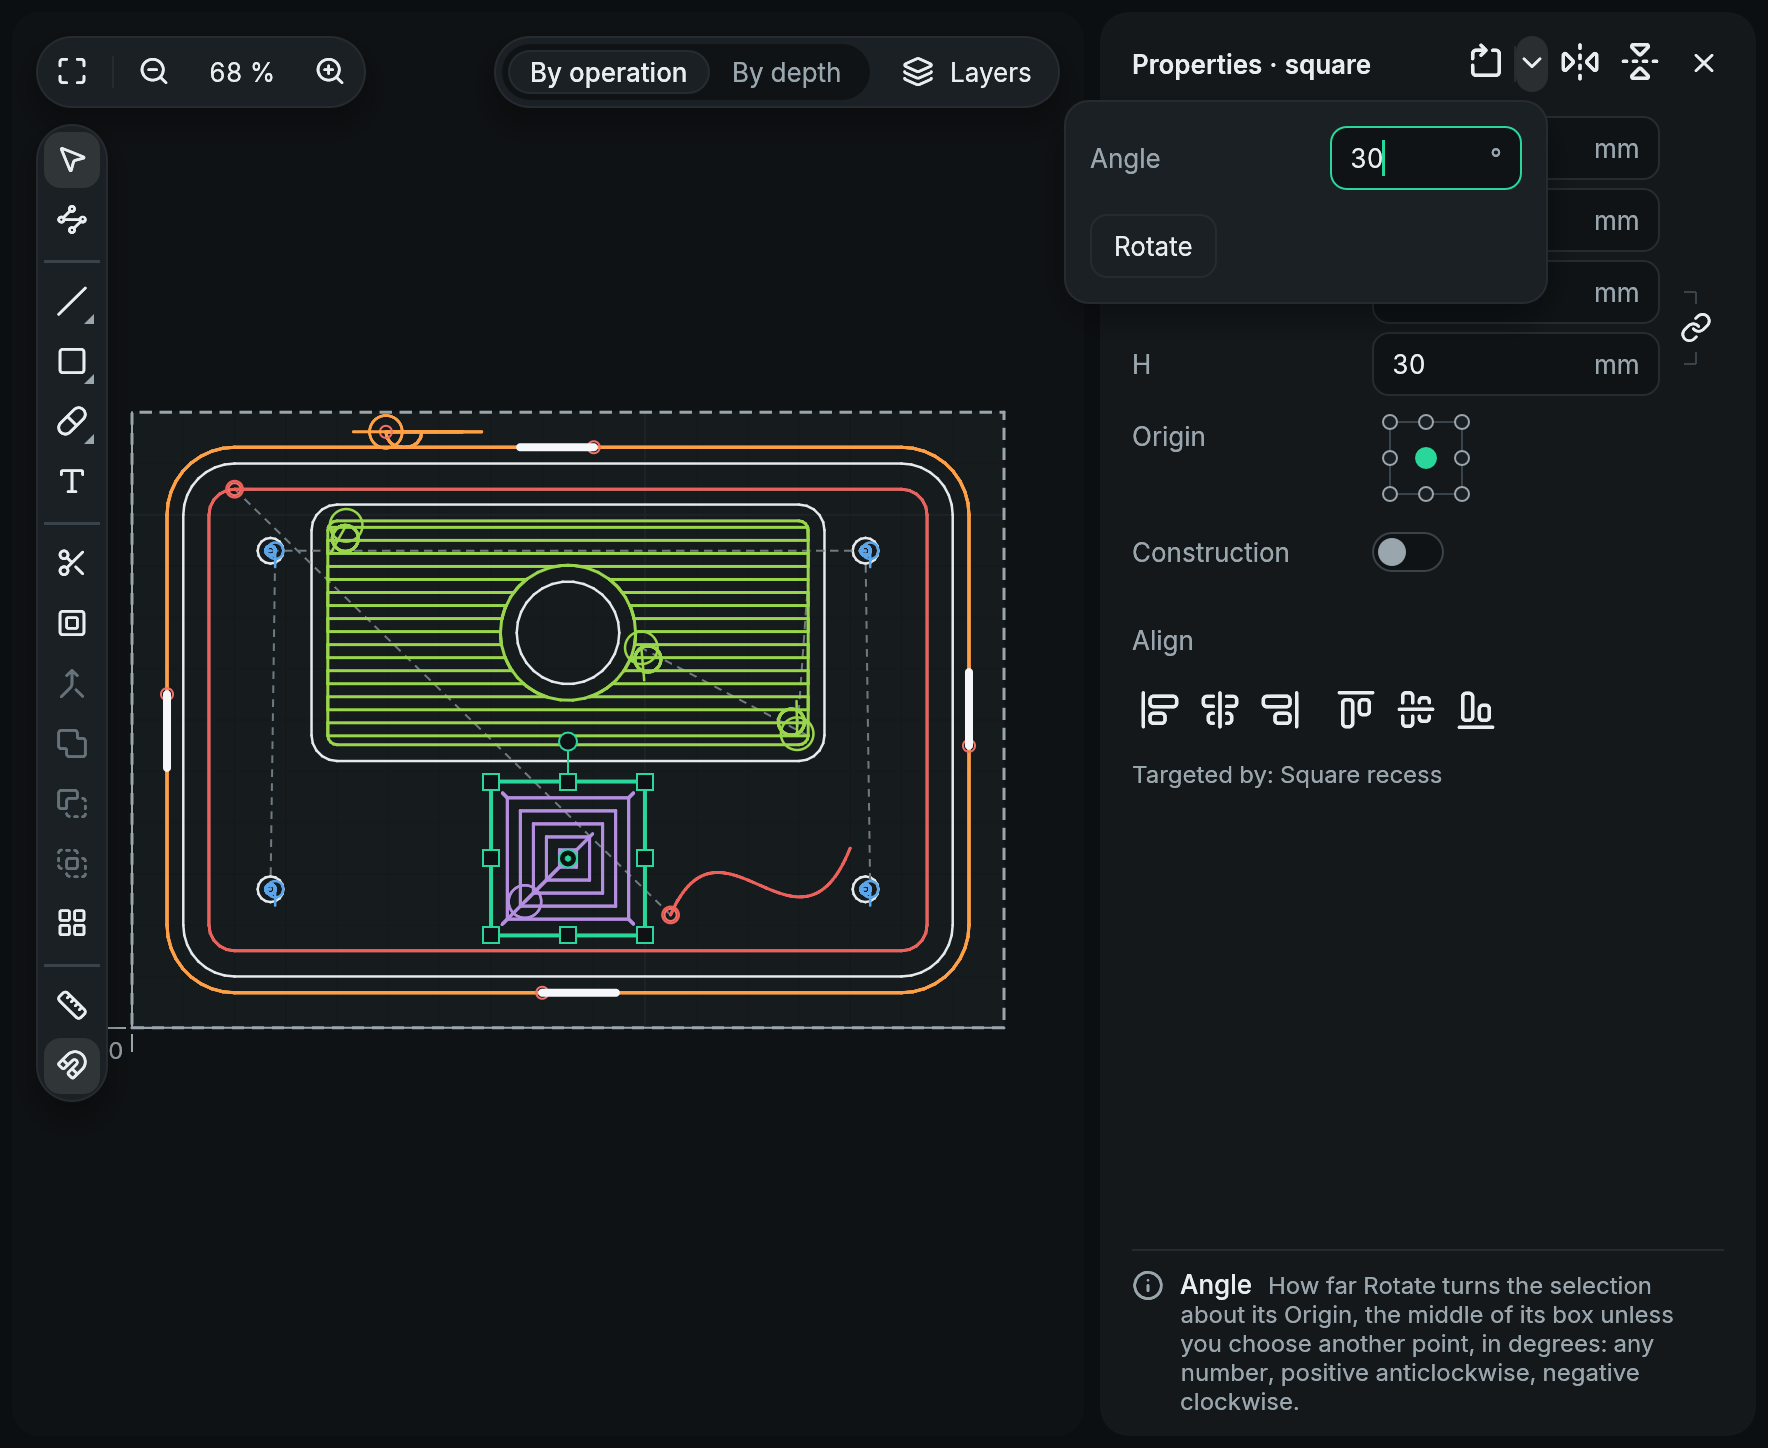 68 %
By operation
By depth
Layers
Properties · square
Angle
30
°
Rotate
mm
mm
mm
H
30
mm
Origin
Construction
Align
Targeted by: Square recess
0
Angle How far Rotate turns the selection
about its Origin, the middle of its box unless
you choose another point, in degrees: any
number, positive anticlockwise, negative
clockwise.